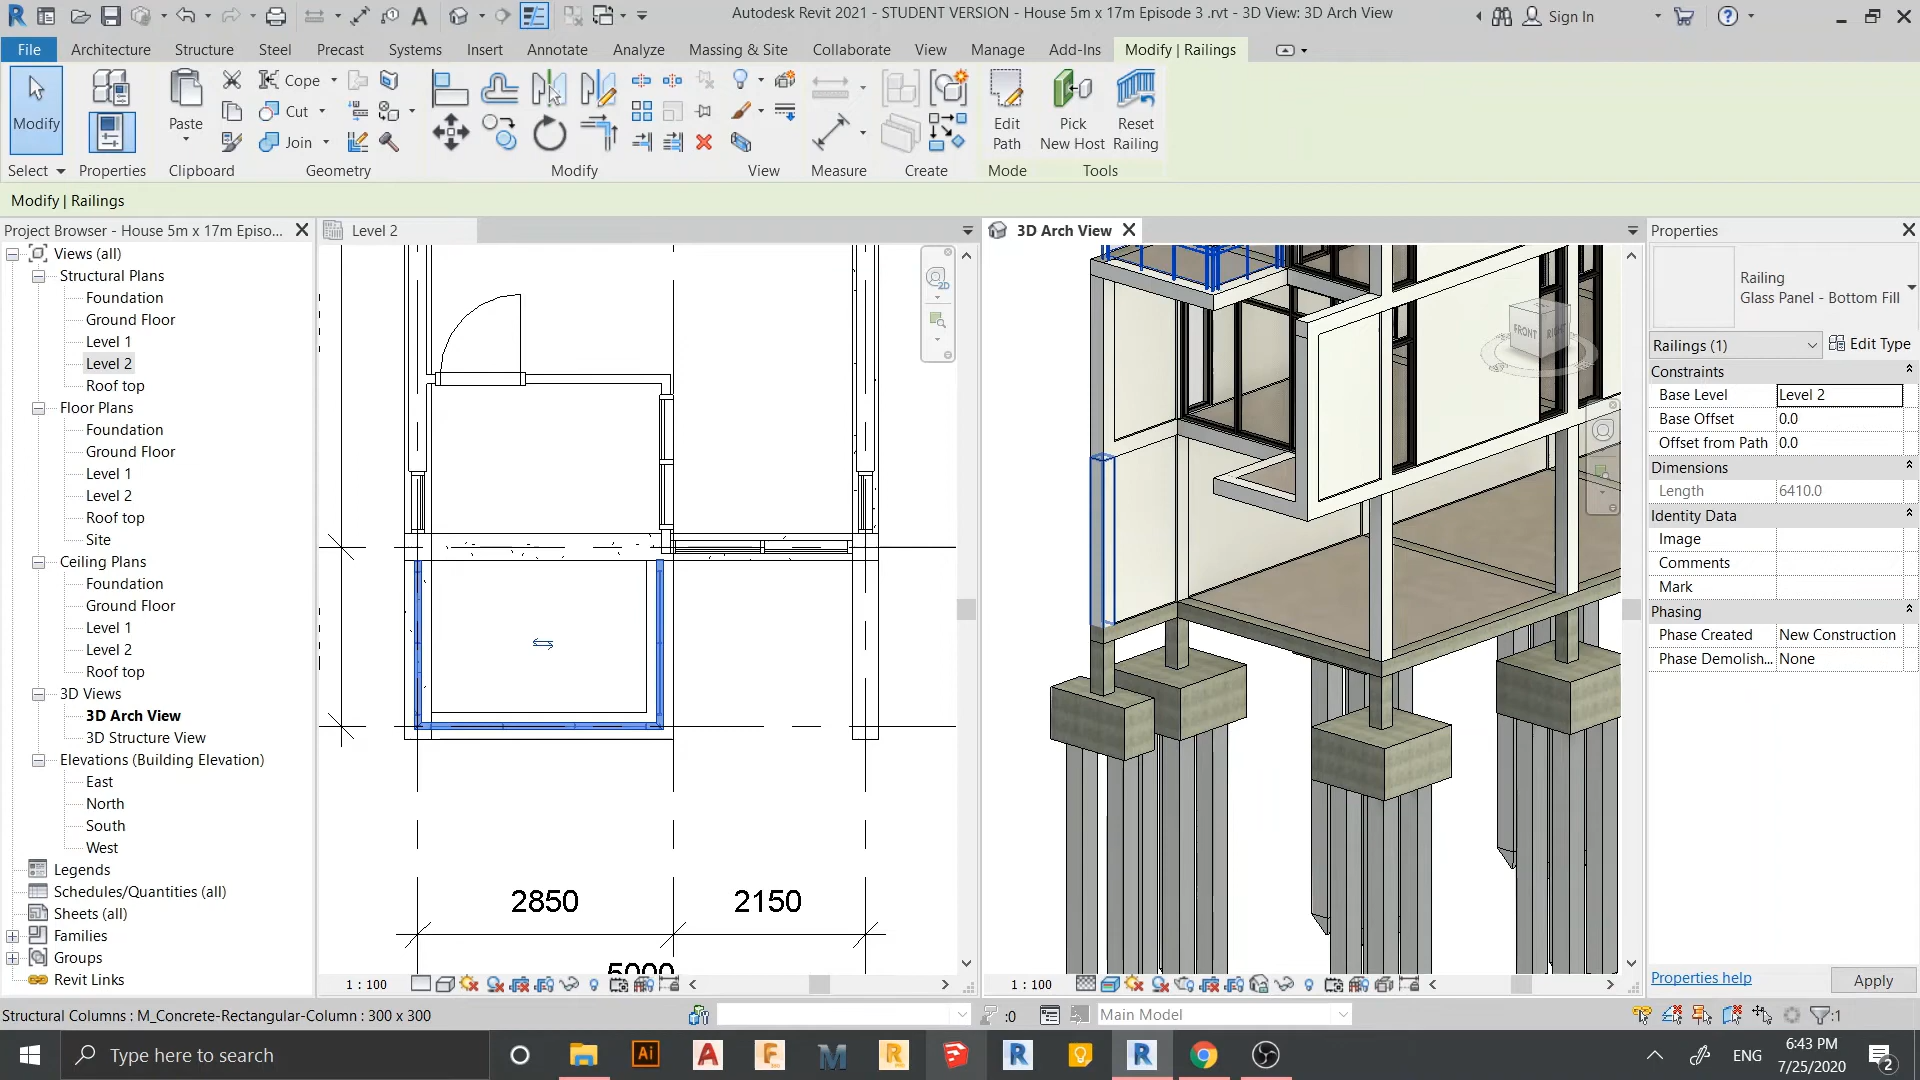 Autodesk Revit 2021 - STUDENT VERSION - House 5m x 17m Episode 3 .rvt - 3D View: 3D Arch View
Sign In
File
Architecture
Structure
Steel
Precast
Systems
Insert
Annotate
Analyze
Massing & Site
Collaborate
View
Manage
Add-Ins
Modify | Railings
Modify
Paste
Cope
Cut
Join
Edit Path
Pick New Host
Reset Railing
Select
Properties
Clipboard
Geometry
Modify
View
Measure
Create
Mode
Tools
Modify | Railings
Project Browser - House 5m x 17m Episo...
Views (all)
Structural Plans
Foundation
Ground Floor
Level 1
Level 2
Roof top
Floor Plans
Foundation
Ground Floor
Level 1
Level 2
Roof top
Site
Ceiling Plans
Foundation
Ground Floor
Level 1
Level 2
Roof top
3D Views
3D Arch View
3D Structure View
Elevations (Building Elevation)
East
North
South
West
Legends
Schedules/Quantities (all)
Sheets (all)
Families
Groups
Revit Links
Level 2
2D
2850
2150
5000
1 : 100
3D Arch View
FRONT
RIGHT
1 : 100
Properties
Railing
Glass Panel - Bottom Fill
Railings (1)
Edit Type
Constraints
Base Level
Level 2
Base Offset
0.0
Offset from Path
0.0
Dimensions
Length
6410.0
Identity Data
Image
Comments
Mark
Phasing
Phase Created
New Construction
Phase Demolish...
None
Properties help
Apply
Structural Columns : M_Concrete-Rectangular-Column : 300 x 300
:0
Main Model
:1
Type here to search
ENG
6:43 PM
7/25/2020
2